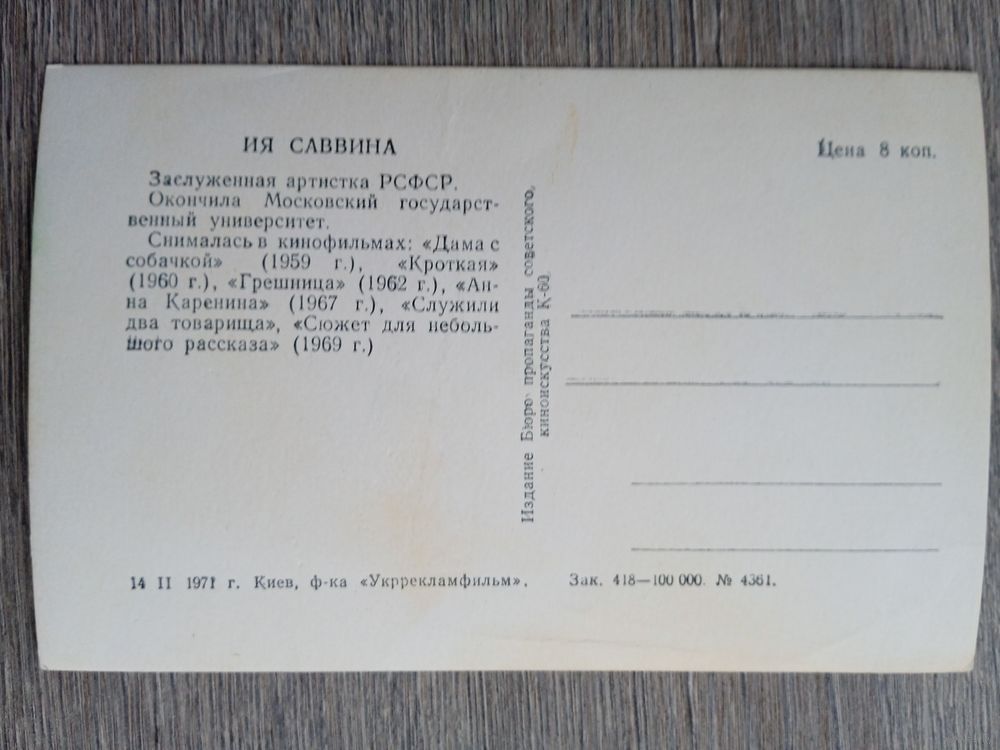 ИЯ САВВИНА
Заслуженная артистка РСФСР.
Окончила Московский государст-
венный университет.
Снималась в кинофильмах: «Дама с
собачкой» (1959 г.), «Кроткая»
(1960 г.), «Грешница» (1962 г.), «Ан-
на Каренина» (1967 г.), «Служили
два товарища», «Сюжет для неболь-
шого рассказа» (1969 г.)
14 II 1971 г. Киев, ф-ка «Укррекламфильм».
Издание Бюро пропаганды советского
киноискусства К-60.
Цена 8 коп.
Зак. 418—100 000. № 4361.